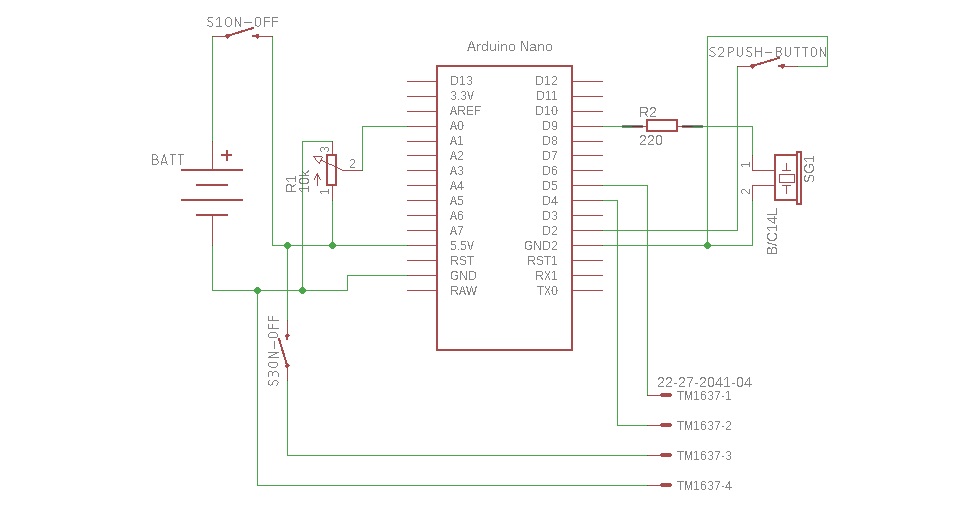 S1ON-OFF
S2PUSH-BUTTON
Arduino Nano
D13
3.3V
AREF
A0
A1
A2
A3
A4
A5
A6
A7
5.5V
RST
GND
RAW
D12
D11
D10
D9
D8
D7
D6
D5
D4
D3
D2
GND2
RST1
RX1
TX0
R2
220
BATT
+
R1
10k
3
2
1
1
2
SG1
B/C14L
S3ON-OFF
22-27-2041-04
TM1637-1
TM1637-2
TM1637-3
TM1637-4